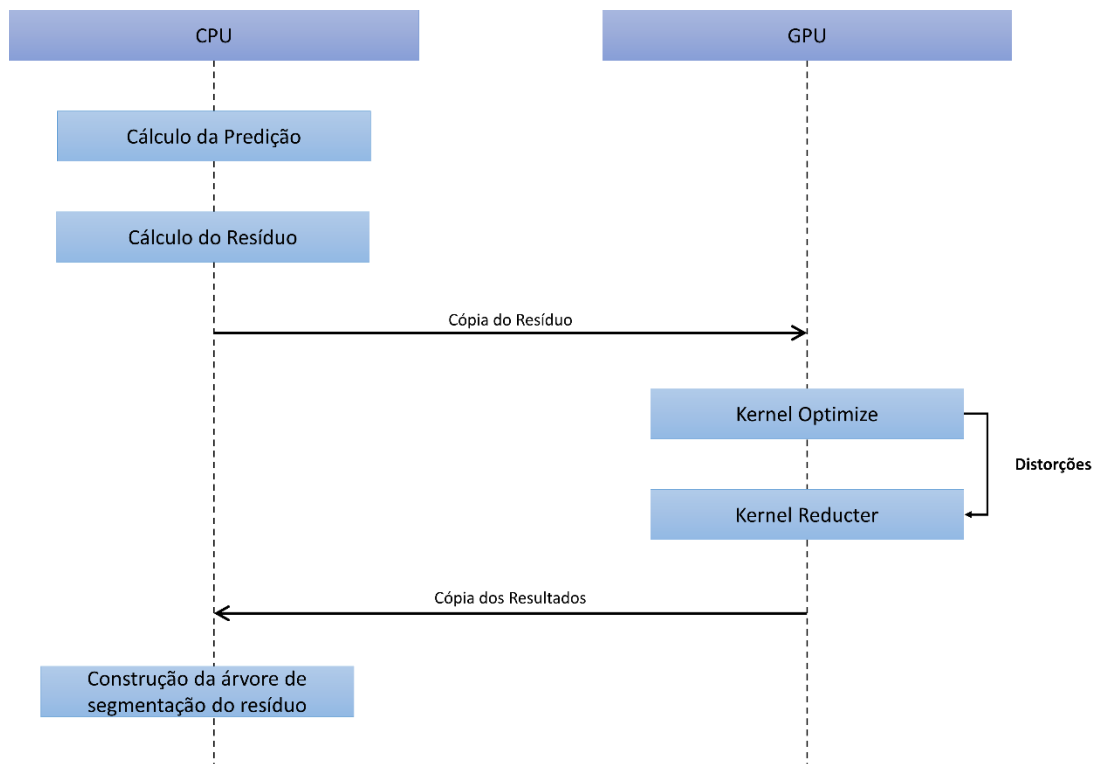 CPU
GPU
Cálculo da Predição
Cálculo do Resíduo
Cópia do Resíduo
Kernel Optimize
Distorções
Kernel Reducter
Cópia dos Resultados
Construção da árvore de
segmentação do resíduo